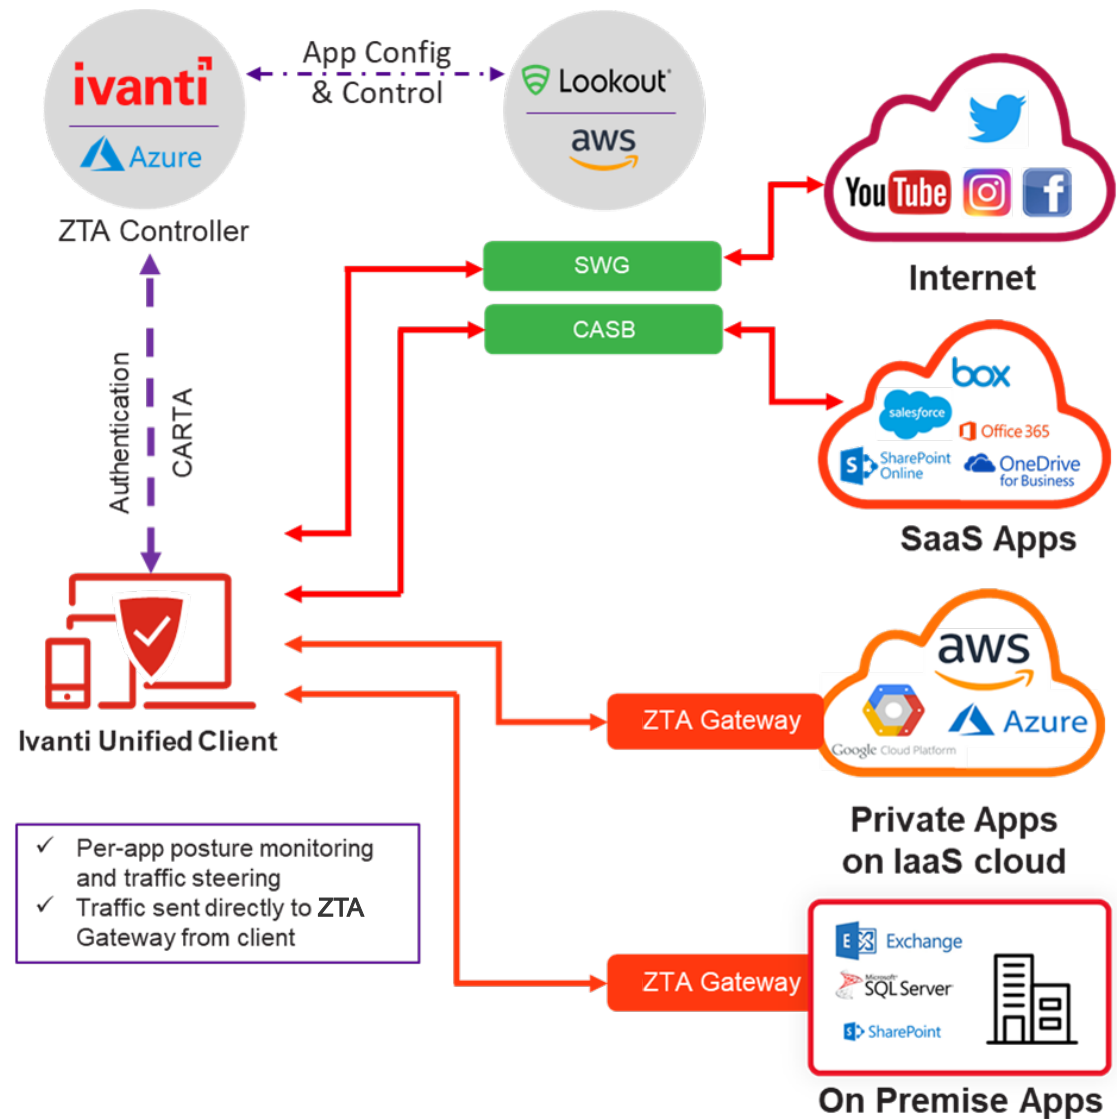 ivanti
Azure
ZTA Controller
App Config
& Control
Lookout
aws
YouTube
Internet
SWG
CASB
box
salesforce
Office 365
SharePoint
Online
OneDrive
for Business
SaaS Apps
Authentication
CARTA
Ivanti Unified Client
aws
Google Cloud Platform
Azure
ZTA Gateway
Private Apps
on IaaS cloud
✓ Per-app posture monitoring
and traffic steering
✓ Traffic sent directly to ZTA
Gateway from client
ZTA Gateway
E Exchange
Microsoft
SQL Server
S SharePoint
On Premise Apps